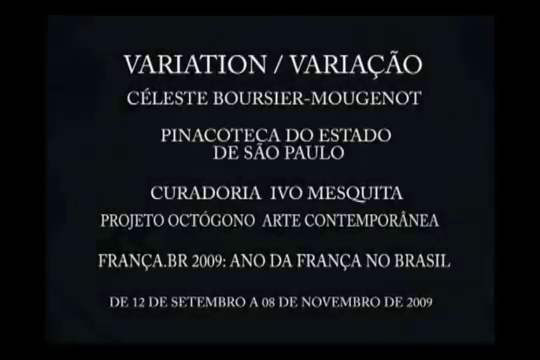 VARIATION / VARIAÇÃO
CÉLESTE BOURSIER-MOUGENOT
PINACOTECA DO ESTADO
DE SÃO PAULO
CURADORIA IVO MESQUITA
PROJETO OCTÓGONO ARTE CONTEMPORÂNEA
FRANÇA.BR 2009: ANO DA FRANÇA NO BRASIL
DE 12 DE SETEMBRO A 08 DE NOVEMBRO DE 2009